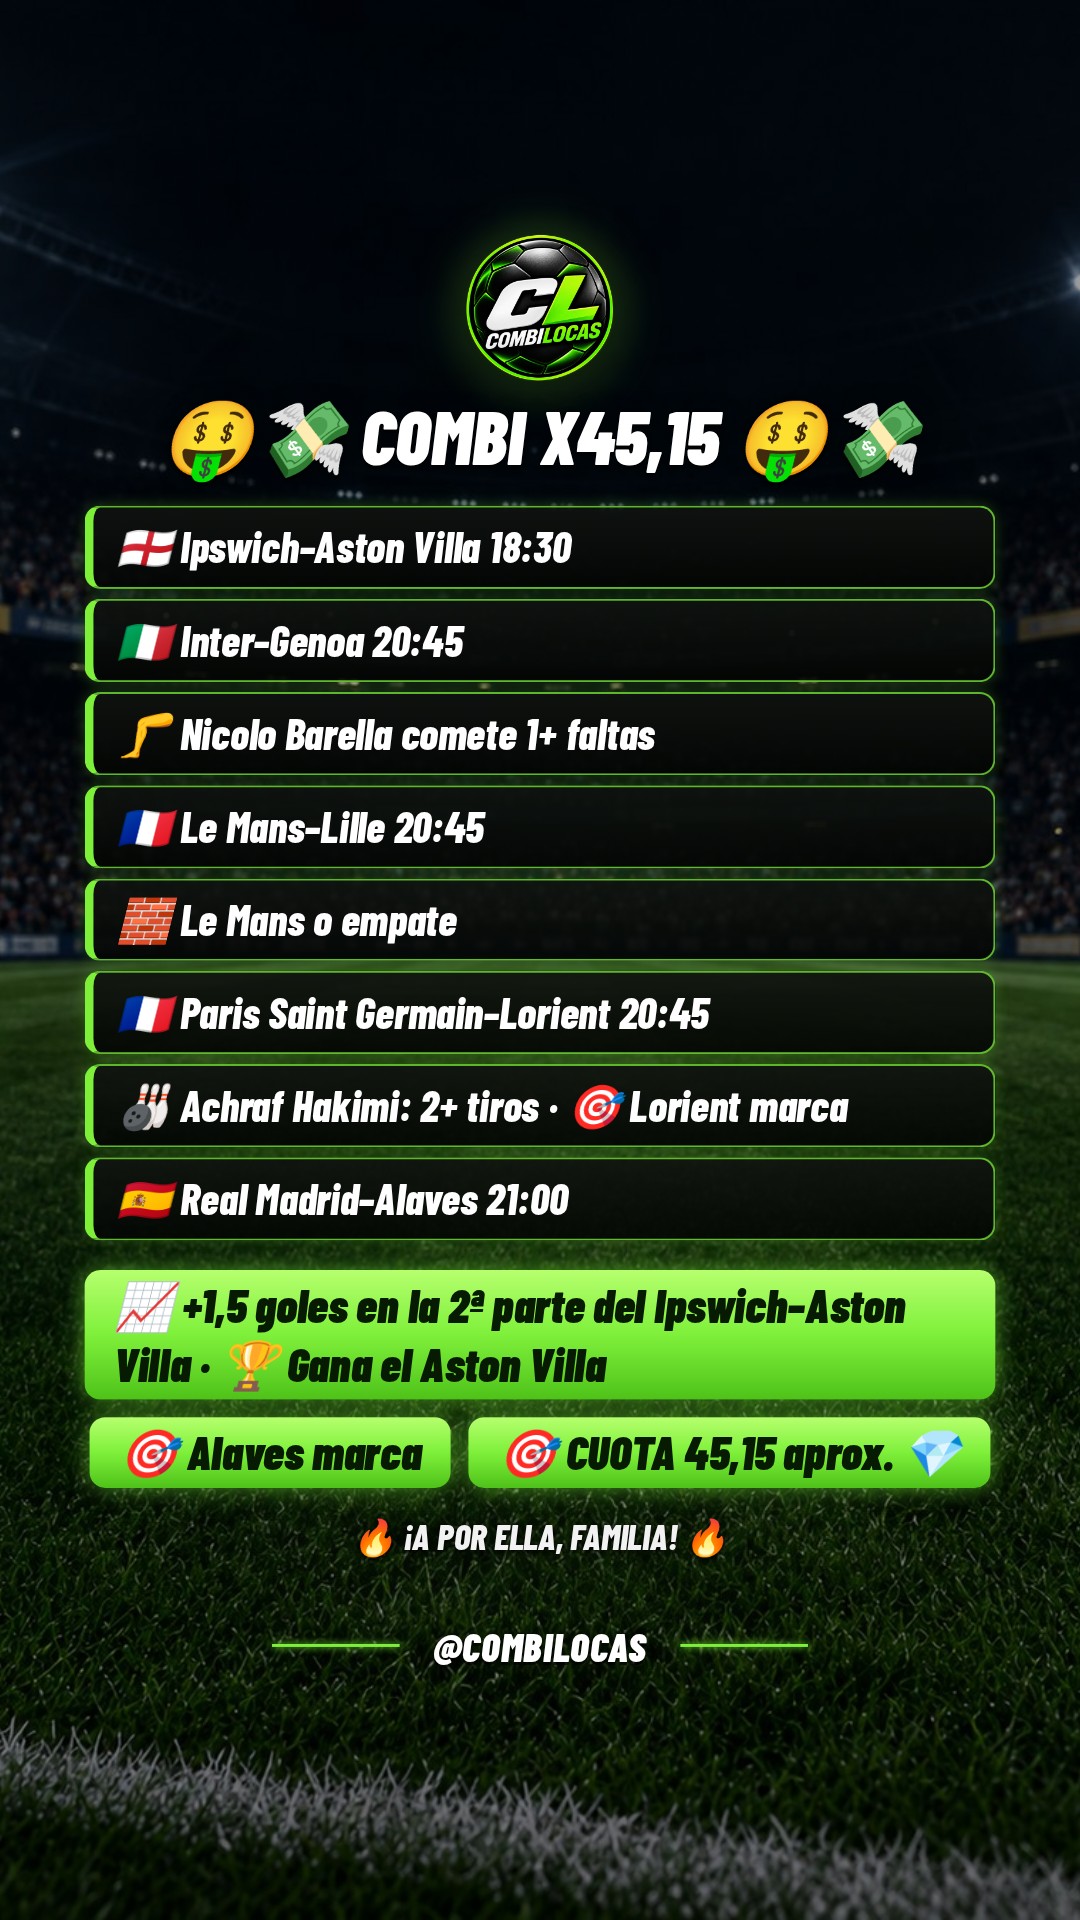 CL
COMBILOCAS
🤑💸 COMBI X45,15 🤑💸
🏴󠁧󠁢󠁥󠁮󠁧󠁿 Ipswich-Aston Villa 18:30
🇮🇹 Inter-Genoa 20:45
🦵 Nicolo Barella comete 1+ faltas
🇫🇷 Le Mans-Lille 20:45
🧱 Le Mans o empate
🇫🇷 Paris Saint Germain-Lorient 20:45
🎳 Achraf Hakimi: 2+ tiros · 🎯 Lorient marca
🇪🇸 Real Madrid-Alaves 21:00
📈 +1,5 goles en la 2ª parte del Ipswich-Aston
Villa · 🏆 Gana el Aston Villa
🎯 Alaves marca
🎯 CUOTA 45,15 aprox. 💎
🔥 ¡A POR ELLA, FAMILIA! 🔥
@COMBILOCAS